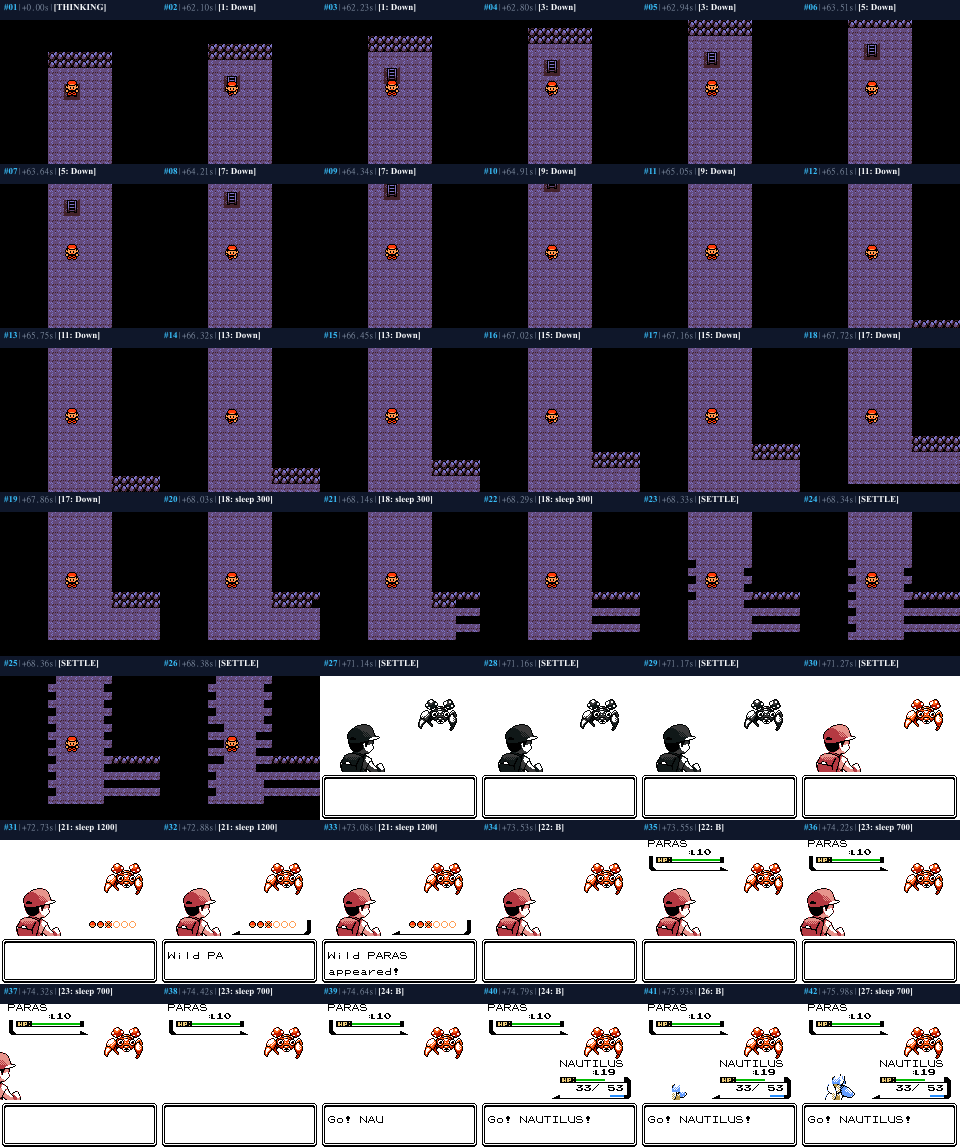 #01|+0.00s| [THINKING]
#02|+62.10s| [1: Down]
#03|+62.23s| [1: Down]
#04|+62.80s| [3: Down]
#05|+62.94s| [3: Down]
#06|+63.51s| [5: Down]
#07|+63.64s| [5: Down]
#08|+64.21s| [7: Down]
#09|+64.34s| [7: Down]
#10|+64.91s| [9: Down]
#11|+65.05s| [9: Down]
#12|+65.61s| [11: Down]
#13|+65.75s| [11: Down]
#14|+66.32s| [13: Down]
#15|+66.45s| [13: Down]
#16|+67.02s| [15: Down]
#17|+67.16s| [15: Down]
#18|+67.72s| [17: Down]
#19|+67.86s| [17: Down]
#20|+68.03s| [18: sleep 300]
#21|+68.14s| [18: sleep 300]
#22|+68.29s| [18: sleep 300]
#23|+68.33s| [SETTLE]
#24|+68.34s| [SETTLE]
#25|+68.36s| [SETTLE]
#26|+68.38s| [SETTLE]
#27|+71.14s| [SETTLE]
#28|+71.16s| [SETTLE]
#29|+71.17s| [SETTLE]
#30|+71.27s| [SETTLE]
#31|+72.73s| [21: sleep 1200]
#32|+72.88s| [21: sleep 1200]
Wild PA
#33|+73.08s| [21: sleep 1200]
Wild PARAS
appeared!
#34|+73.53s| [22: B]
#35|+73.55s| [22: B]
PARAS
:L10
HP:
#36|+74.22s| [23: sleep 700]
PARAS
:L10
HP:
#37|+74.32s| [23: sleep 700]
PARAS
:L10
HP:
#38|+74.42s| [23: sleep 700]
PARAS
:L10
HP:
#39|+74.64s| [24: B]
PARAS
:L10
HP:
Go! NAU
#40|+74.79s| [24: B]
PARAS
:L10
HP:
NAUTILUS
:L19
HP:
33/ 53
Go! NAUTILUS!
#41|+75.93s| [26: B]
PARAS
:L10
HP:
NAUTILUS
:L19
HP:
33/ 53
Go! NAUTILUS!
#42|+75.98s| [27: sleep 700]
PARAS
:L10
HP:
NAUTILUS
:L19
HP:
33/ 53
Go! NAUTILUS!